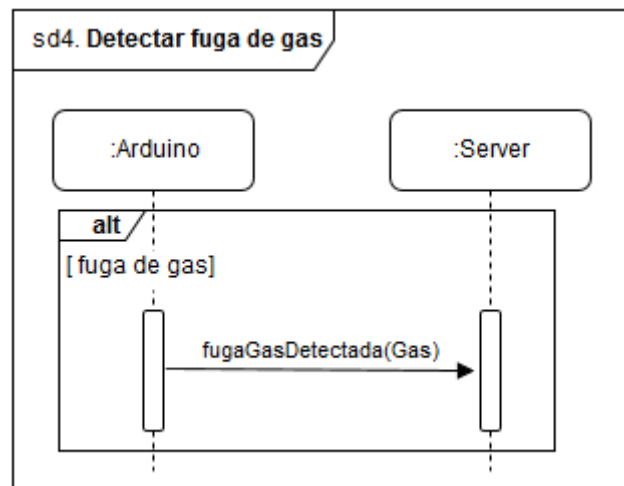 sd4. Detectar fuga de gas
:Arduino
:Server
alt
[ fuga de gas]
fugaGasDetectada(Gas)